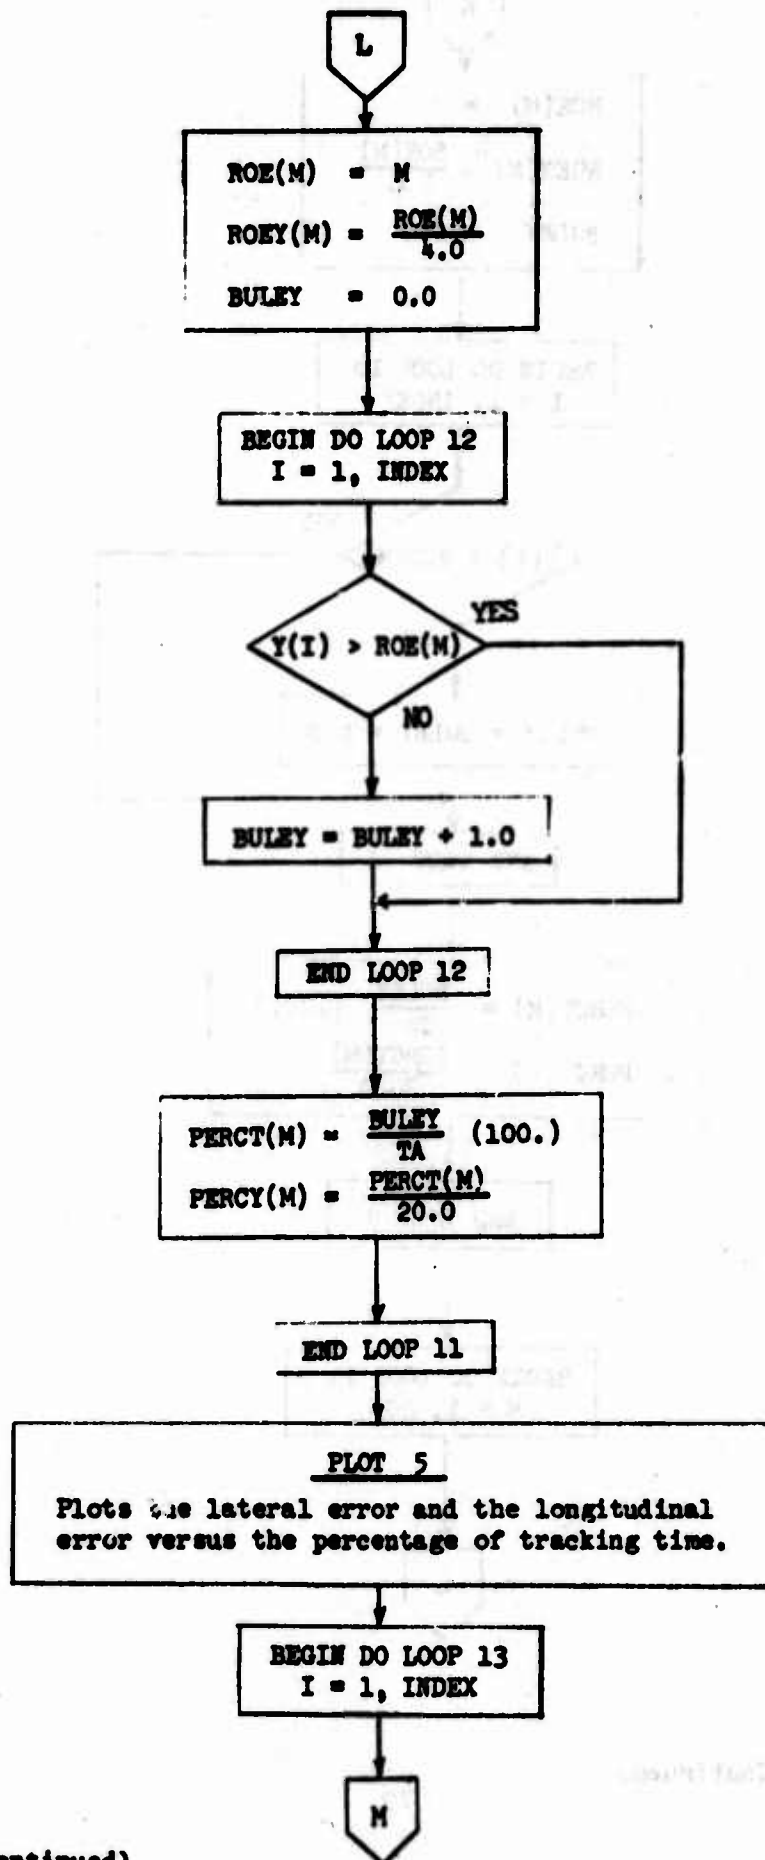 L
ROE(M) = M
ROEY(M) = ROE(M)
4.0
BULEY = 0.0
BEGIN DO LOOP 12
I = 1, INDEX
YES
Y(I) > ROE(M)
NO
BULEY = BULEY + 1.0
END LOOP 12
PERCT(M) = BULEY (100.)
TA
PERCY(M) = PERCT(M)
20.0
END LOOP 11
PLOT 5
Plots lateral error and the longitudinal
error versus the percentage of tracking time.
BEGIN DO LOOP 13
I = 1, INDEX
M